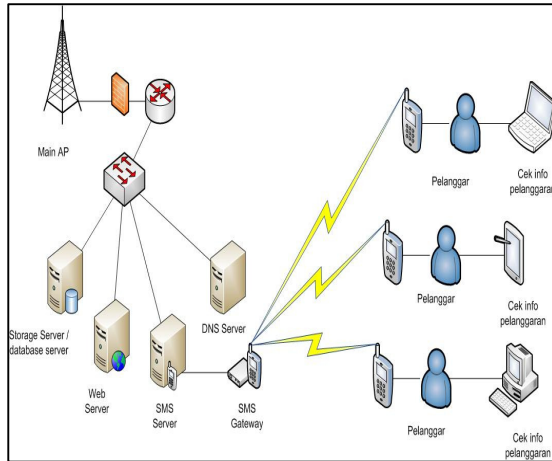 Main AP
Storage Server /
database server
Web
Server
SMS
Server
SMS
Gateway
DNS Server
Pelanggar
Cek info
pelanggaran
Pelanggar
Cek info
pelanggaran
Pelanggar
Cek info
pelanggaran